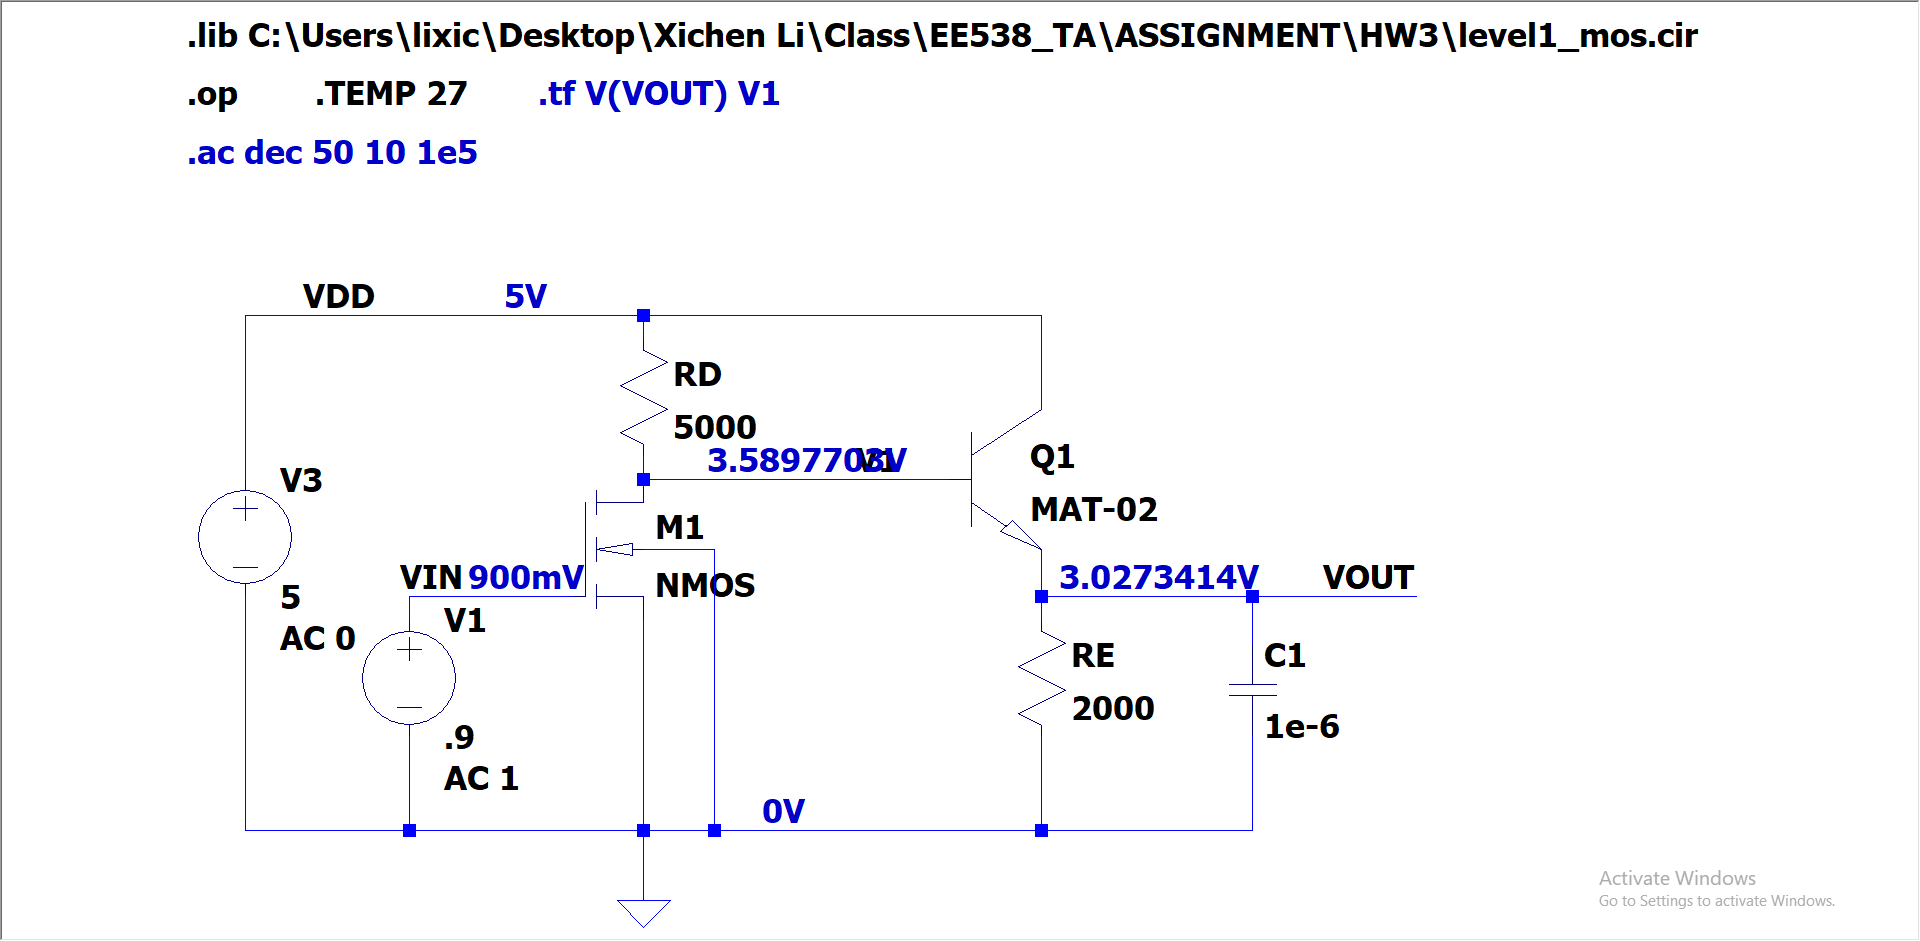 .lib C:\Users\lixic\Desktop\Xichen Li\Class\EE538_TA\ASSIGNMENT\HW3\level1_mos.cir
.op .TEMP 27 .tf V(VOUT) V1
.ac dec 50 10 1e5
VDD 5V
RD
5000
3.5897703V V1
Q1
MAT-02
V3
5
AC 0
M1
NMOS
VIN 900mV
V1
.9
AC 1
3.0273414V VOUT
RE
2000
C1
1e-6
0V
Activate Windows
Go to Settings to activate Windows.